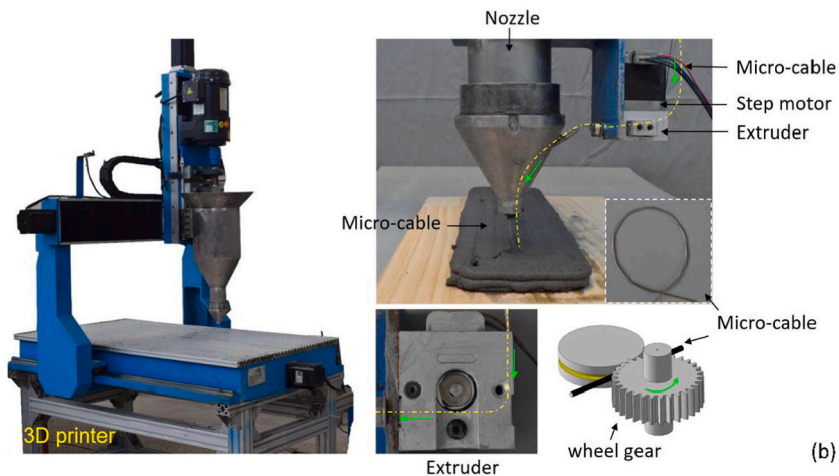 Nozzle
Micro-cable
Step motor
Extruder
Micro-cable
Micro-cable
3D printer
wheel gear
Extruder
(b)